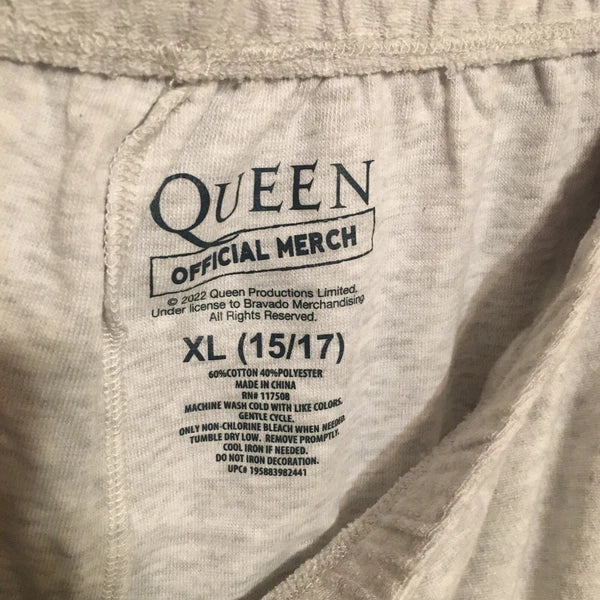 QUEEN
OFFICIAL MERCH
© 2022 Queen Productions Limited.
Under license to Bravado Merchandising
All Rights Reserved.
XL (15/17)
60%COTTON 40%POLYESTER
MADE IN CHINA
RN# 117508
MACHINE WASH COLD WITH LIKE COLORS.
GENTLE CYCLE.
ONLY NON-CHLORINE BLEACH WHEN NEEDED
TUMBLE DRY LOW. REMOVE PROMPTLY.
COOL IRON IF NEEDED.
DO NOT IRON DECORATION.
UPC# 195883982441